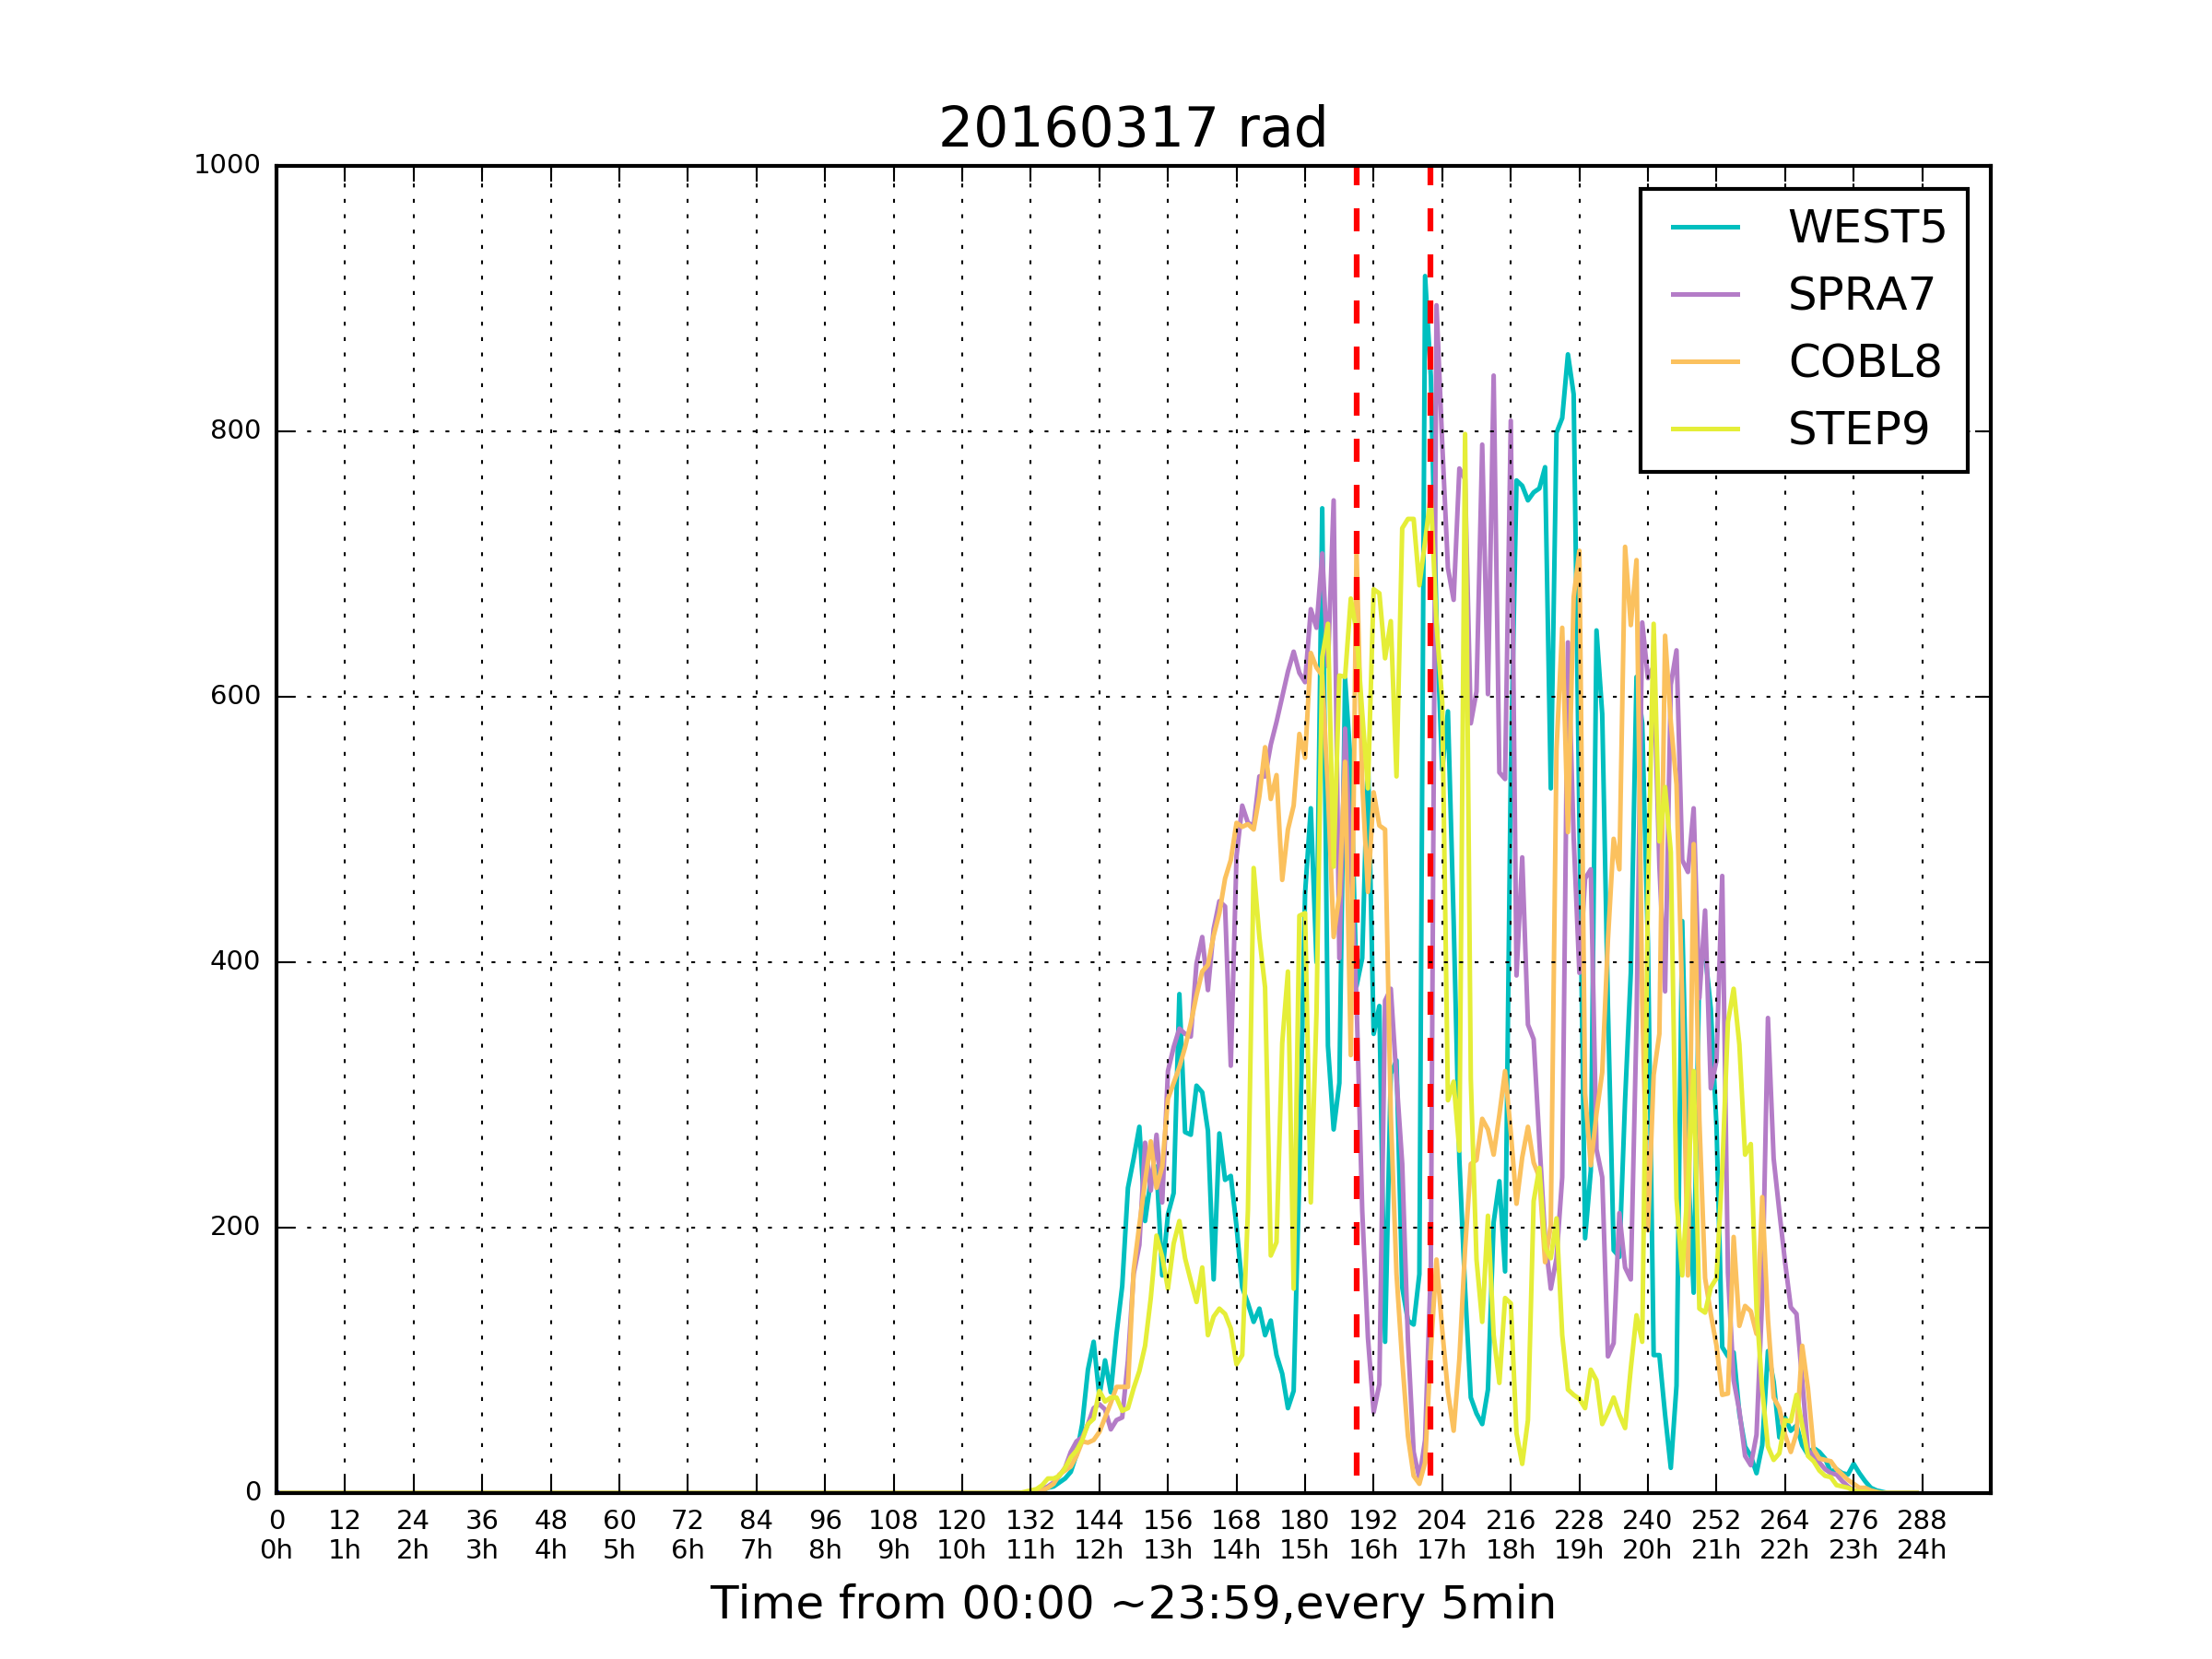 20160317 rad
1000
800
600
400
200
0
WEST5
SPRA7
COBL8
STEP9
0 12 24 36 48 60 72 84 96 108 120 132 144 156 168 180 192 204 216 228 240 252 264 276 288
0h 1h 2h 3h 4h 5h 6h 7h 8h 9h 10h 11h 12h 13h 14h 15h 16h 17h 18h 19h 20h 21h 22h 23h 24h
Time from 00:00 ~23:59,every 5min